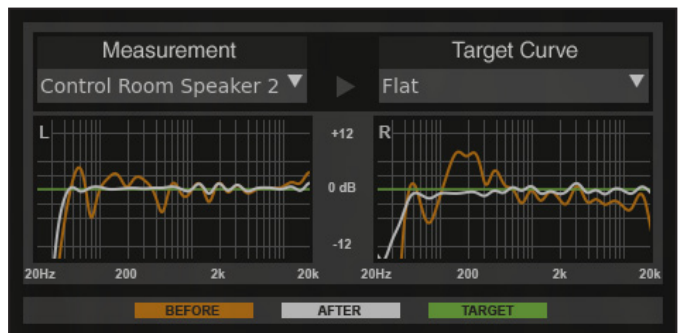 Measurement
Target Curve
Control Room Speaker 2
Flat
L
+12
R
0 dB
-12
20Hz 200 2k 20k
20Hz 200 2k 20k
BEFORE AFTER TARGET